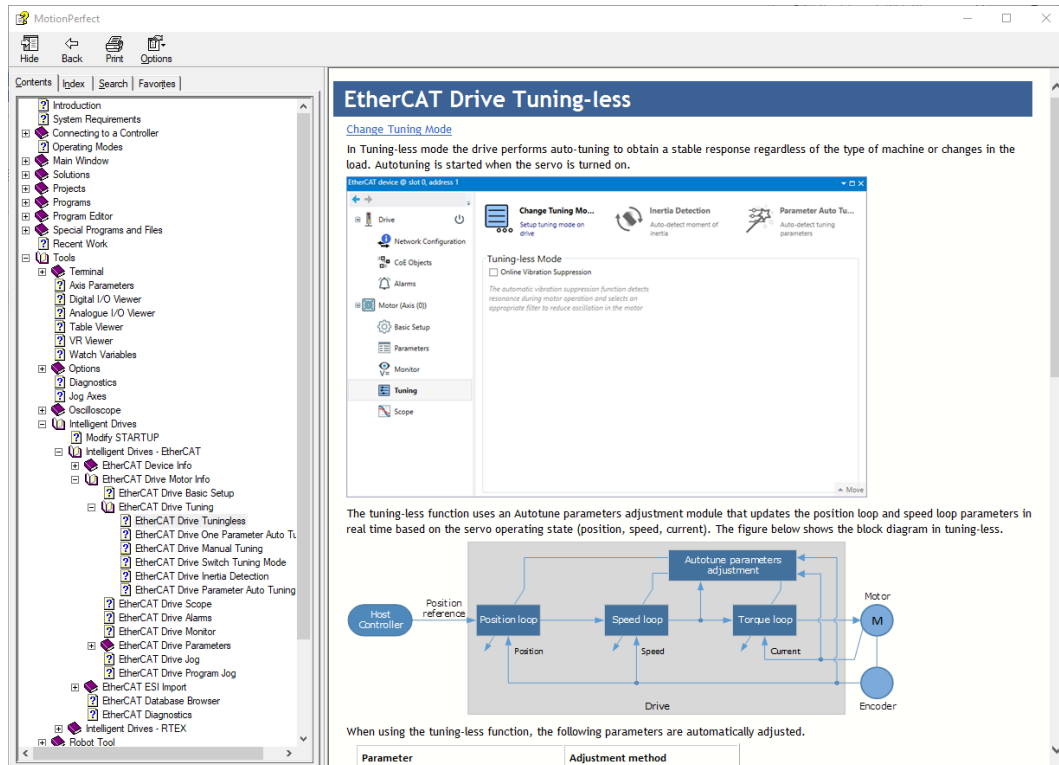 MotionPerfect
Hide Back Print Options
Contents Index Search Favorites
Introduction
System Requirements
Connecting to a Controller
Operating Modes
Main Window
Solutions
Projects
Programs
Program Editor
Special Programs and Files
Recent Work
Tools
Terminal
Axis Parameters
Digital I/O Viewer
Analogue I/O Viewer
Table Viewer
VR Viewer
Watch Variables
Options
Diagnostics
Jog Axes
Oscilloscope
Intelligent Drives
Modify STARTUP
Intelligent Drives - EtherCAT
EtherCAT Device Info
EtherCAT Drive Motor Info
EtherCAT Drive Basic Setup
EtherCAT Drive Tuning
EtherCAT Drive Tuningless
EtherCAT Drive One Parameter Auto Tu
EtherCAT Drive Manual Tuning
EtherCAT Drive Switch Tuning Mode
EtherCAT Drive Inertia Detection
EtherCAT Drive Parameter Auto Tuning
EtherCAT Drive Scope
EtherCAT Drive Alarms
EtherCAT Drive Monitor
EtherCAT Drive Parameters
EtherCAT Drive Jog
EtherCAT Drive Program Jog
EtherCAT ESI Import
EtherCAT Database Browser
EtherCAT Diagnostics
Intelligent Drives - RTEX
Robot Tool
EtherCAT Drive Tuning-less
Change Tuning Mode
In Tuning-less mode the drive performs auto-tuning to obtain a stable response regardless of the type of machine or changes in the
load. Autotuning is started when the servo is turned on.
EtherCAT device @ slot 0, address 1
Drive
Network Configuration
CoE Objects
Alarms
Motor (Axis (0))
Basic Setup
Parameters
V=
Monitor
Tuning
Scope
Change Tuning Mo...
Setup tuning mode on
drive
Inertia Detection
Auto-detect moment of
inertia
Parameter Auto Tu...
Auto-detect tuning
parameters
Tuning-less Mode
Online Vibration Suppression
The automatic vibration suppression function detects
resonance during motor operation and selects an
appropriate filter to reduce oscillation in the motor
Move
The tuning-less function uses an Autotune parameters adjustment module that updates the position loop and speed loop parameters in
real time based on the servo operating state (position, speed, current). The figure below shows the block diagram in tuning-less.
Autotune parameters
adjustment
Host
Controller
Position
reference
Position loop
Speed loop
Torque loop
Motor
M
Position
Speed
Current
Drive
Encoder
When using the tuning-less function, the following parameters are automatically adjusted.
Parameter Adjustment method